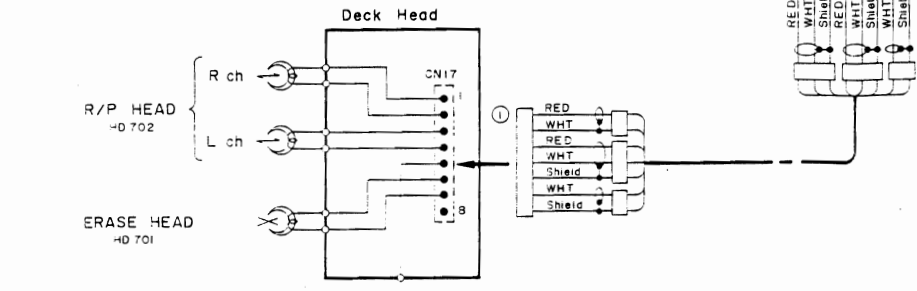 Deck Head
RED
WHT
Shield
RED
WHT
Shield
WHT
Shield
R ch
CN17
1
R/P HEAD
HD 702
L ch
1
RED
WHT
RED
WHT
Shield
WHT
Shield
8
ERASE HEAD
HD 701